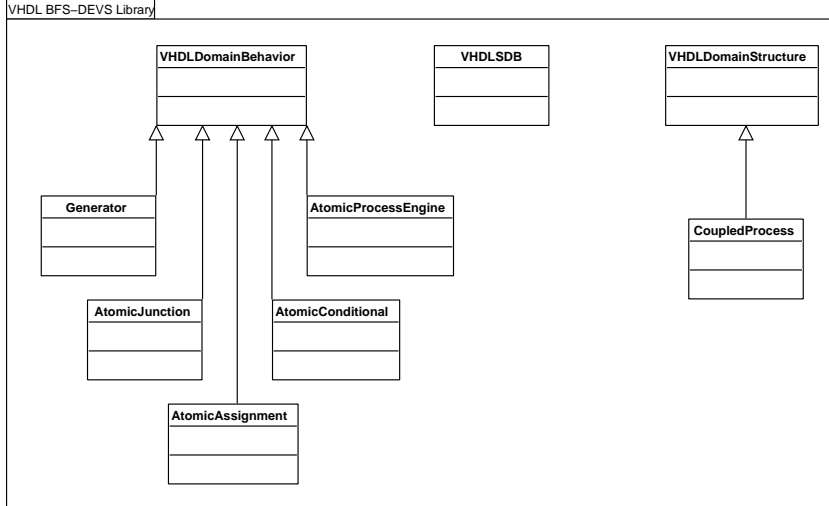 VHDL BFS–DEVS Library
VHDLDomainBehavior
VHDLSDB
VHDLDomainStructure
Generator
AtomicProcessEngine
CoupledProcess
AtomicJunction
AtomicConditional
AtomicAssignment